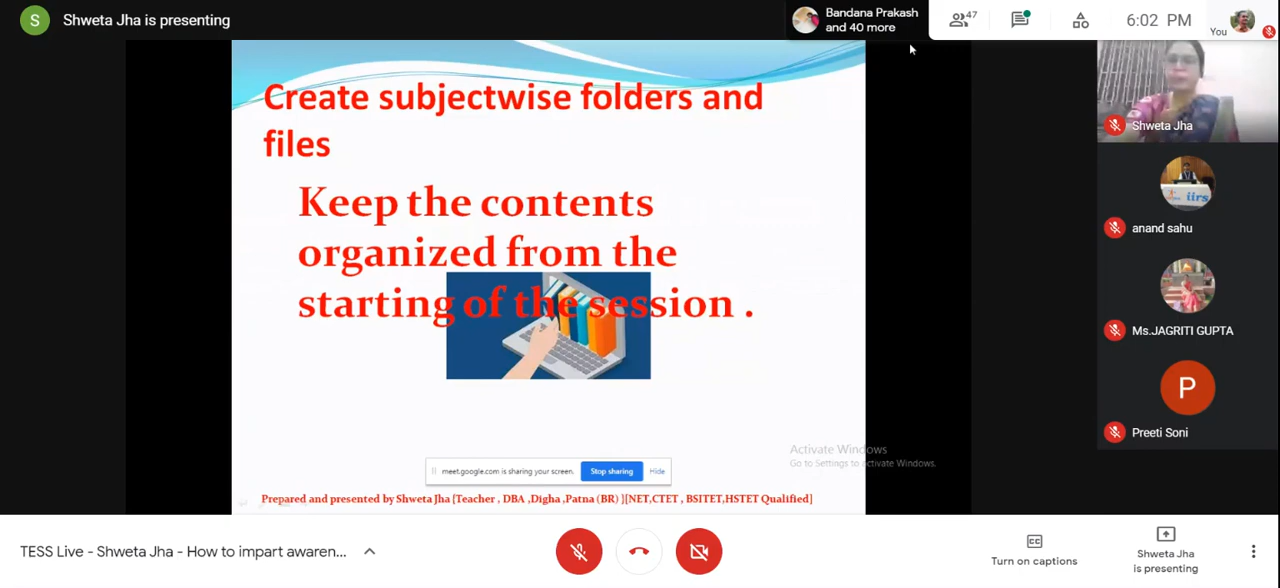 S
Shweta Jha is presenting
Bandana Prakash
and 40 more
47
6:02 PM
You
Create subjectwise folders and
files
Keep the contents
organized from the
starting of the session .
Shweta Jha
iirs
anand sahu
Ms.JAGRITI GUPTA
P
Preeti Soni
Activate Windows
Go to Settings to activate Windows.
meet.google.com is sharing your screen.
Stop sharing
Hide
Prepared and presented by Shweta Jha {Teacher , DBA ,Digha ,Patna (BR) }[NET,CTET , BSITET,HSTET Qualified]
TESS Live - Shweta Jha - How to impart awaren...
CC
Turn on captions
Shweta Jha
is presenting